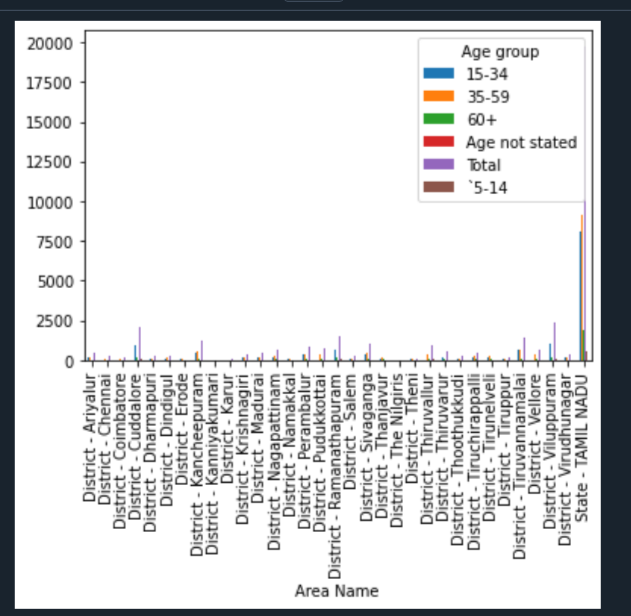 20000
17500
15000
12500
10000
7500
5000
2500
0
Age group
15-34
35-59
60+
Age not stated
Total
`5-14
District - Ariyalur
District - Chennai
District - Coimbatore
District - Cuddalore
District - Dharmapuri
District - Dindigul
District - Erode
District - Kancheepuram
District - Kanniyakumari
District - Karur
District - Krishnagiri
District - Madurai
District - Nagapattinam
District - Namakkal
District - Perambalur
District - Pudukkottai
District - Ramanathapuram
District - Salem
District - Sivaganga
District - Thanjavur
District - The Nilgiris
District - Theni
District - Thiruvallur
District - Thiruvarur
District - Thoothukkudi
District - Tiruchirappalli
District - Tirunelveli
District - Tiruppur
District - Tiruvannamalai
District - Vellore
District - Viluppuram
District - Virudhunagar
State - TAMIL NADU
Area Name